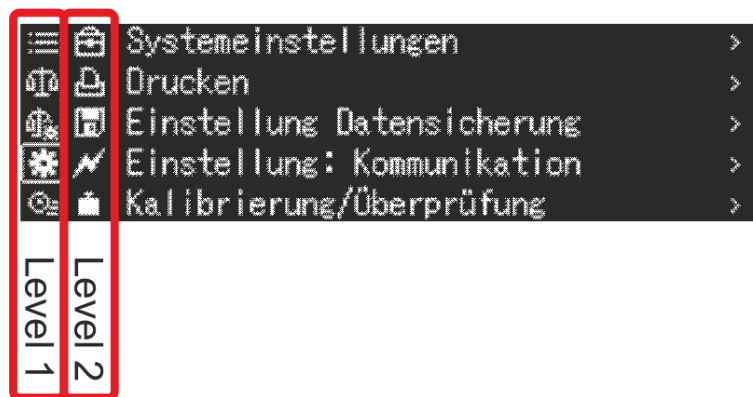 Systemeinstellungen >
Drucken >
Einstellung Datensicherung >
Einstellung: Kommunikation >
Kalibrierung/Überprüfung >
Level 1
Level 2